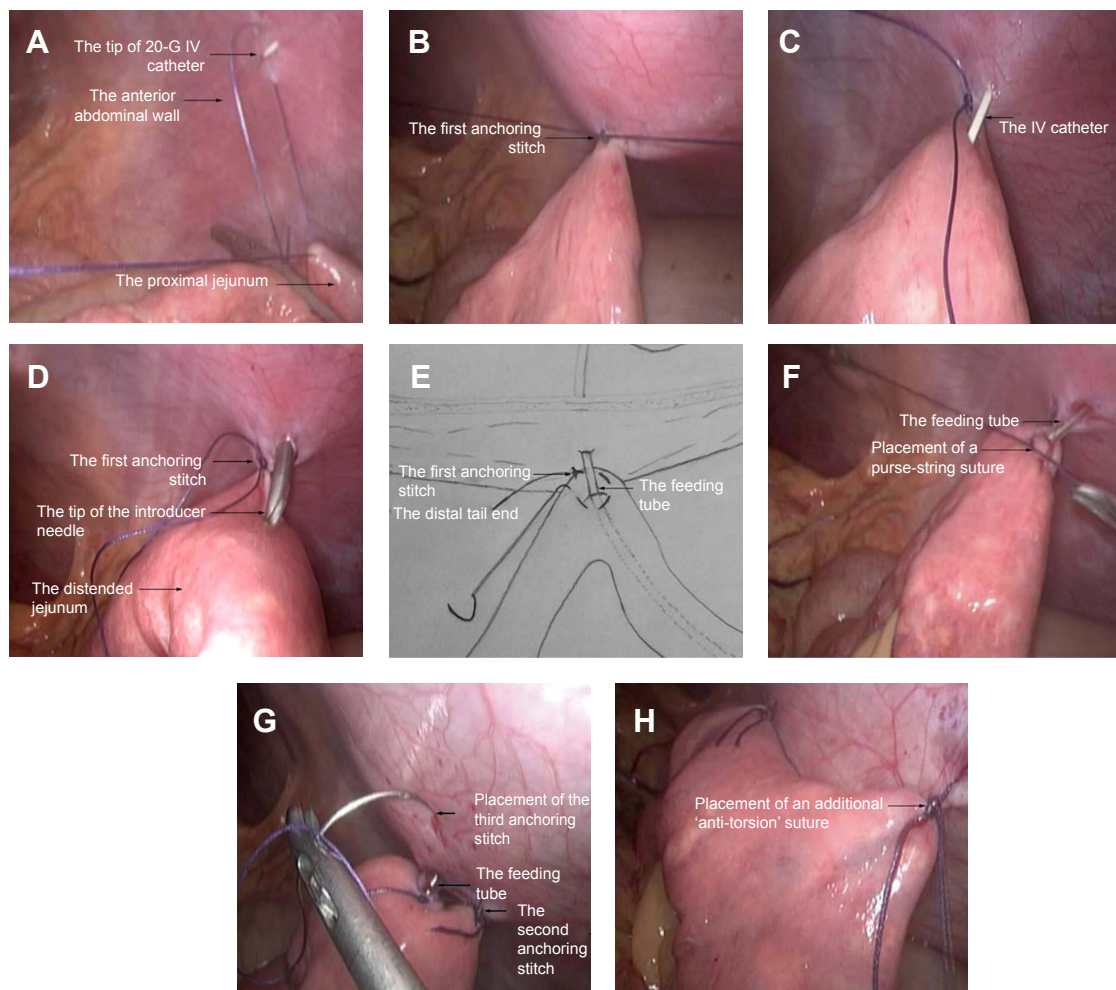 A
The tip of 20-G IV
catheter
The anterior
abdominal wall
The proximal jejunum
B
The first anchoring
stitch
C
The IV catheter
D
The first anchoring
stitch
The tip of the introducer
needle
The distended
jejunum
E
The first anchoring
stitch
The distal tail end
The feeding
tube
F
The feeding tube
Placement of a
purse-string suture
G
Placement of the
third anchoring
stitch
The feeding
tube
The
second
anchoring
stitch
H
Placement of an additional
‘anti-torsion’ suture